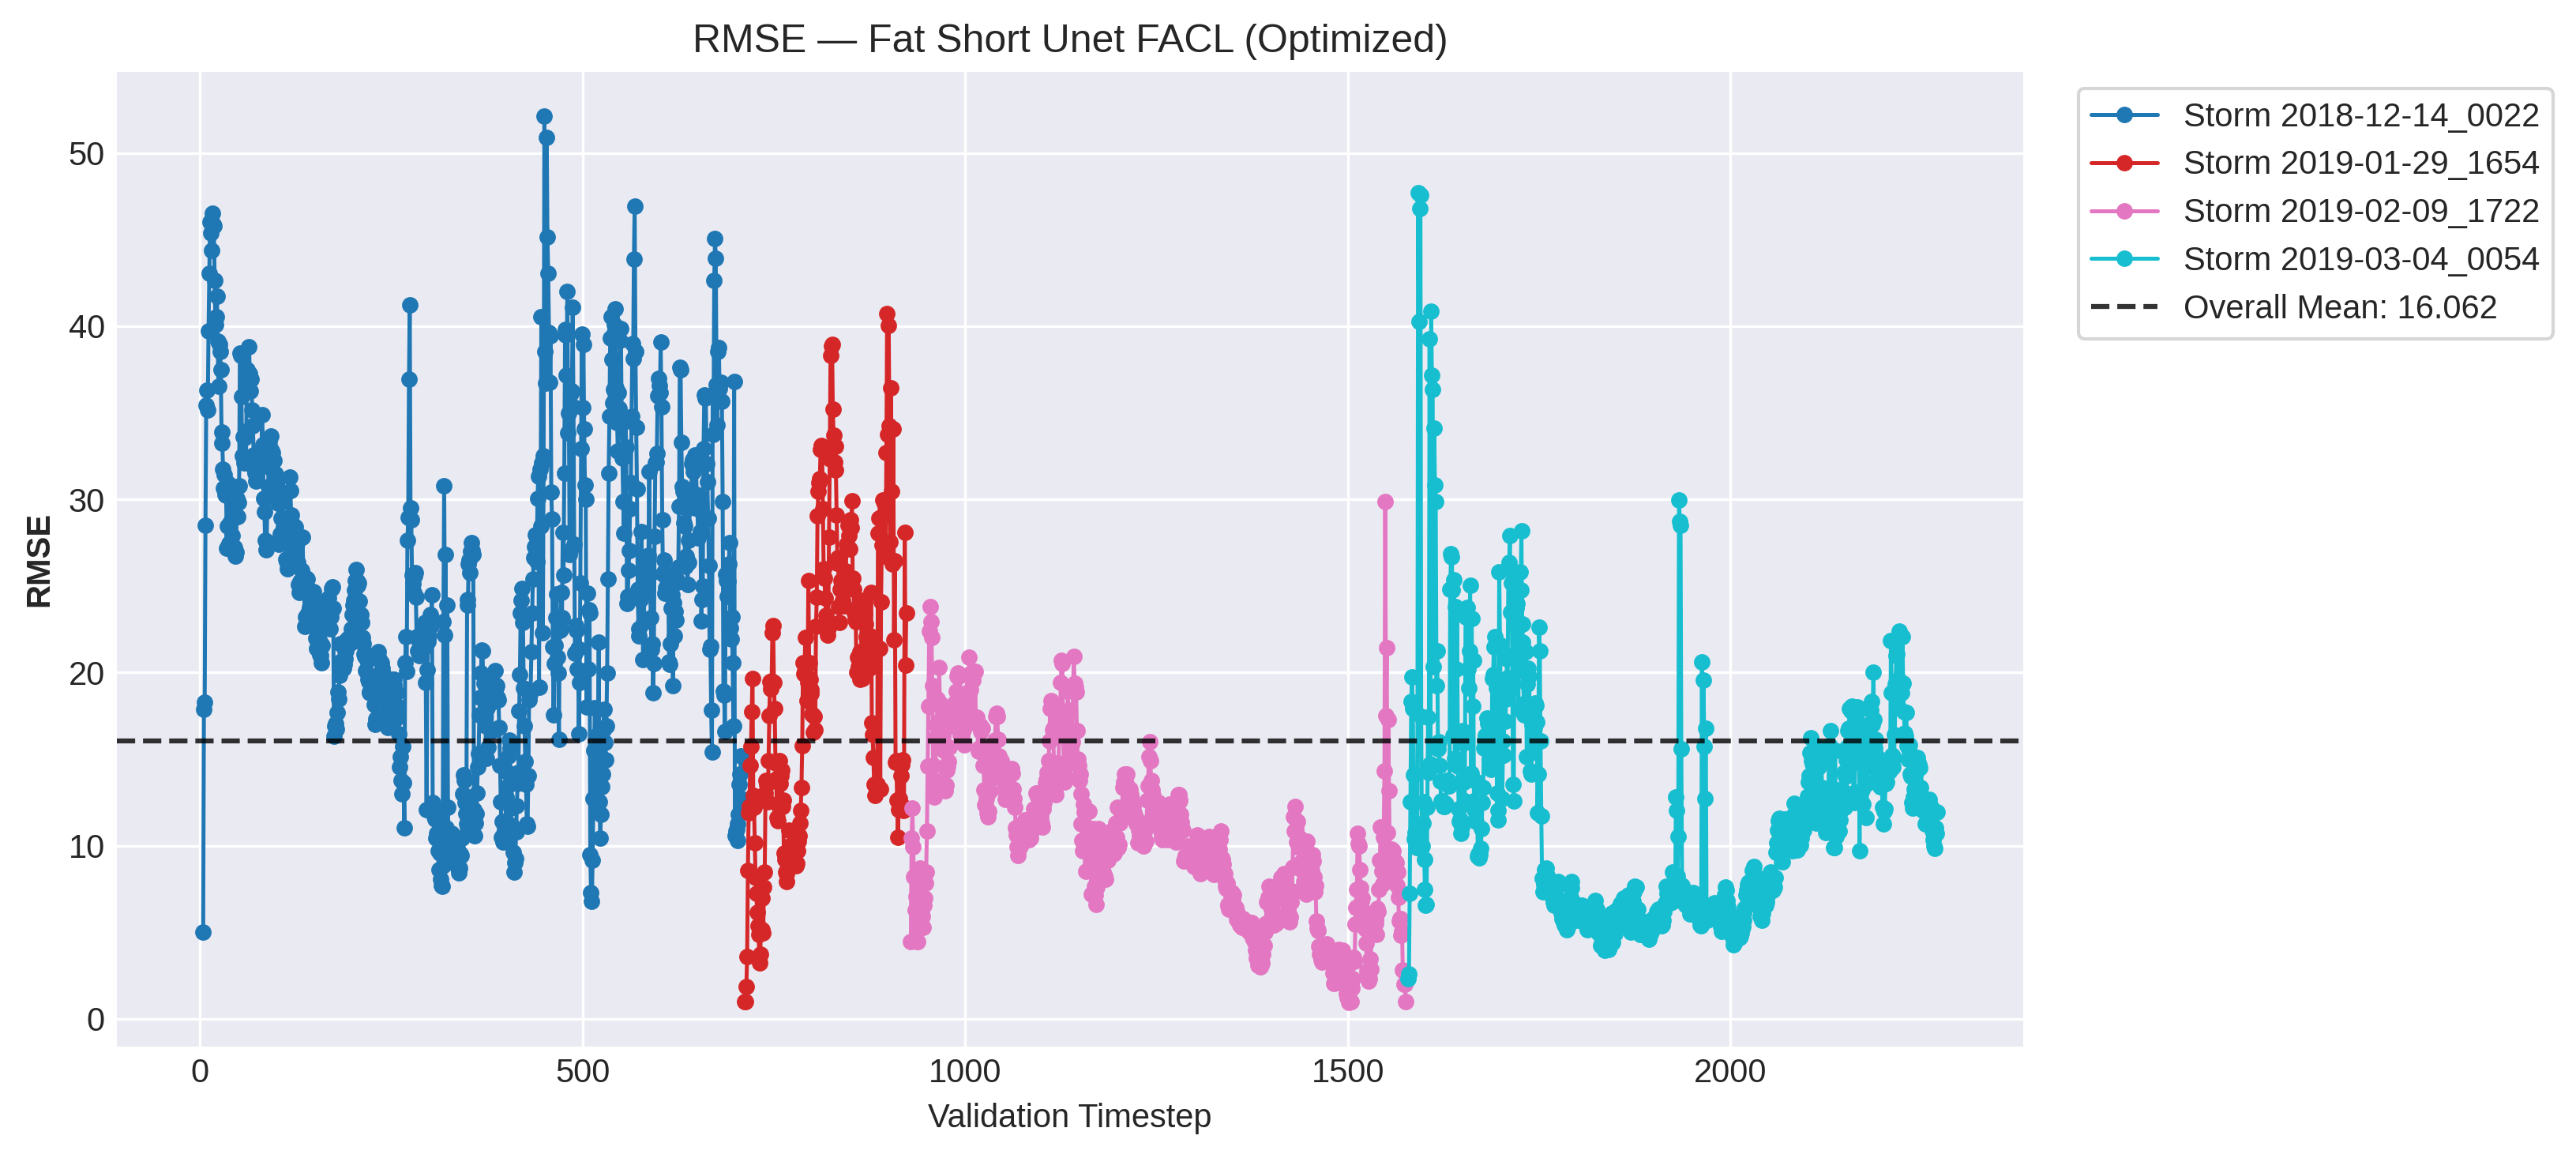 RMSE — Fat Short Unet FACL (Optimized)
Storm 2018-12-14_0022
Storm 2019-01-29_1654
Storm 2019-02-09_1722
Storm 2019-03-04_0054
Overall Mean: 16.062
RMSE
50
40
30
20
10
0
0 500 1000 1500 2000
Validation Timestep